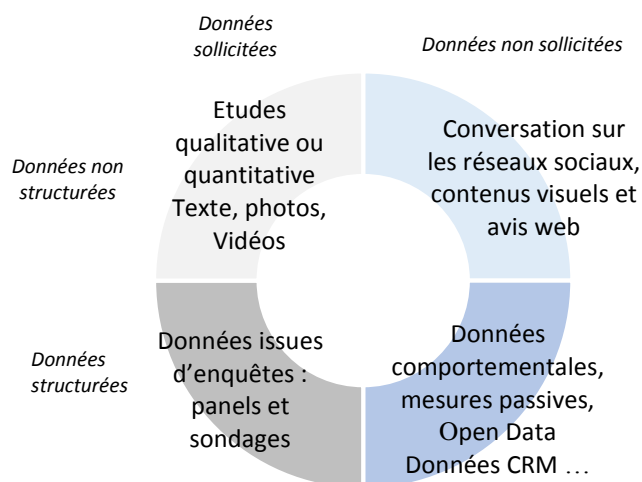 Données
sollicitées
Données non sollicitées
Données non
structurées
Etudes
qualitative ou
quantitative
Texte, photos,
Vidéos
Conversation sur
les réseaux sociaux,
contenus visuels et
avis web
Données
structurées
Données issues
d’enquêtes :
panels et
sondages
Données
comportementales,
mesures passives,
Open Data
Données CRM …